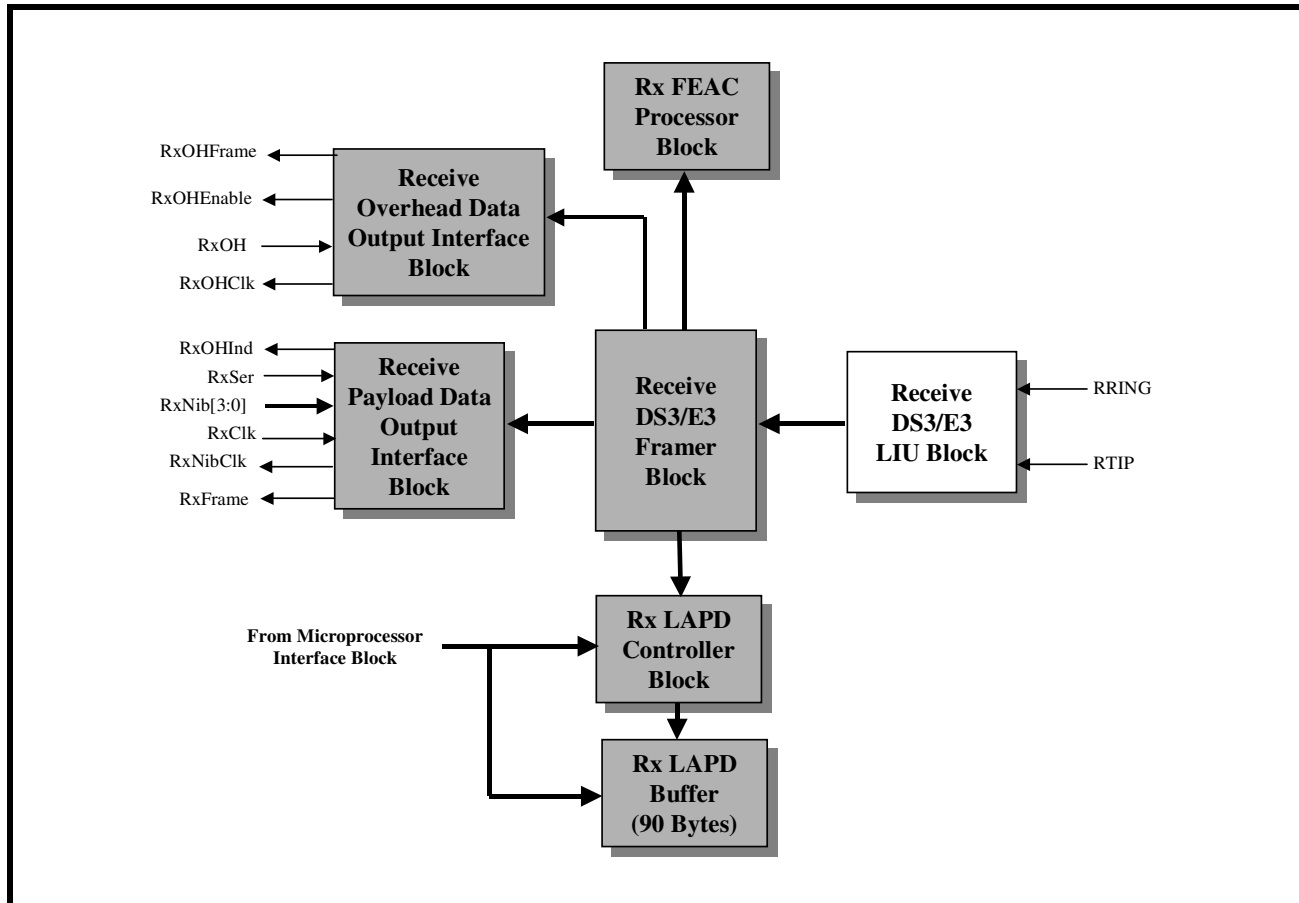 Rx FEAC
Processor
Block
RxOHFrame
RxOHEnable
RxOH
RxOHClk
Receive
Overhead Data
Output Interface
Block
RxOHInd
RxSer
RxNib[3:0]
RxClk
RxNibClk
RxFrame
Receive
Payload Data
Output
Interface
Block
Receive
DS3/E3
Framer
Block
Receive
DS3/E3
LIU Block
RRING
RTIP
From Microprocessor
Interface Block
Rx LAPD
Controller
Block
Rx LAPD
Buffer
(90 Bytes)